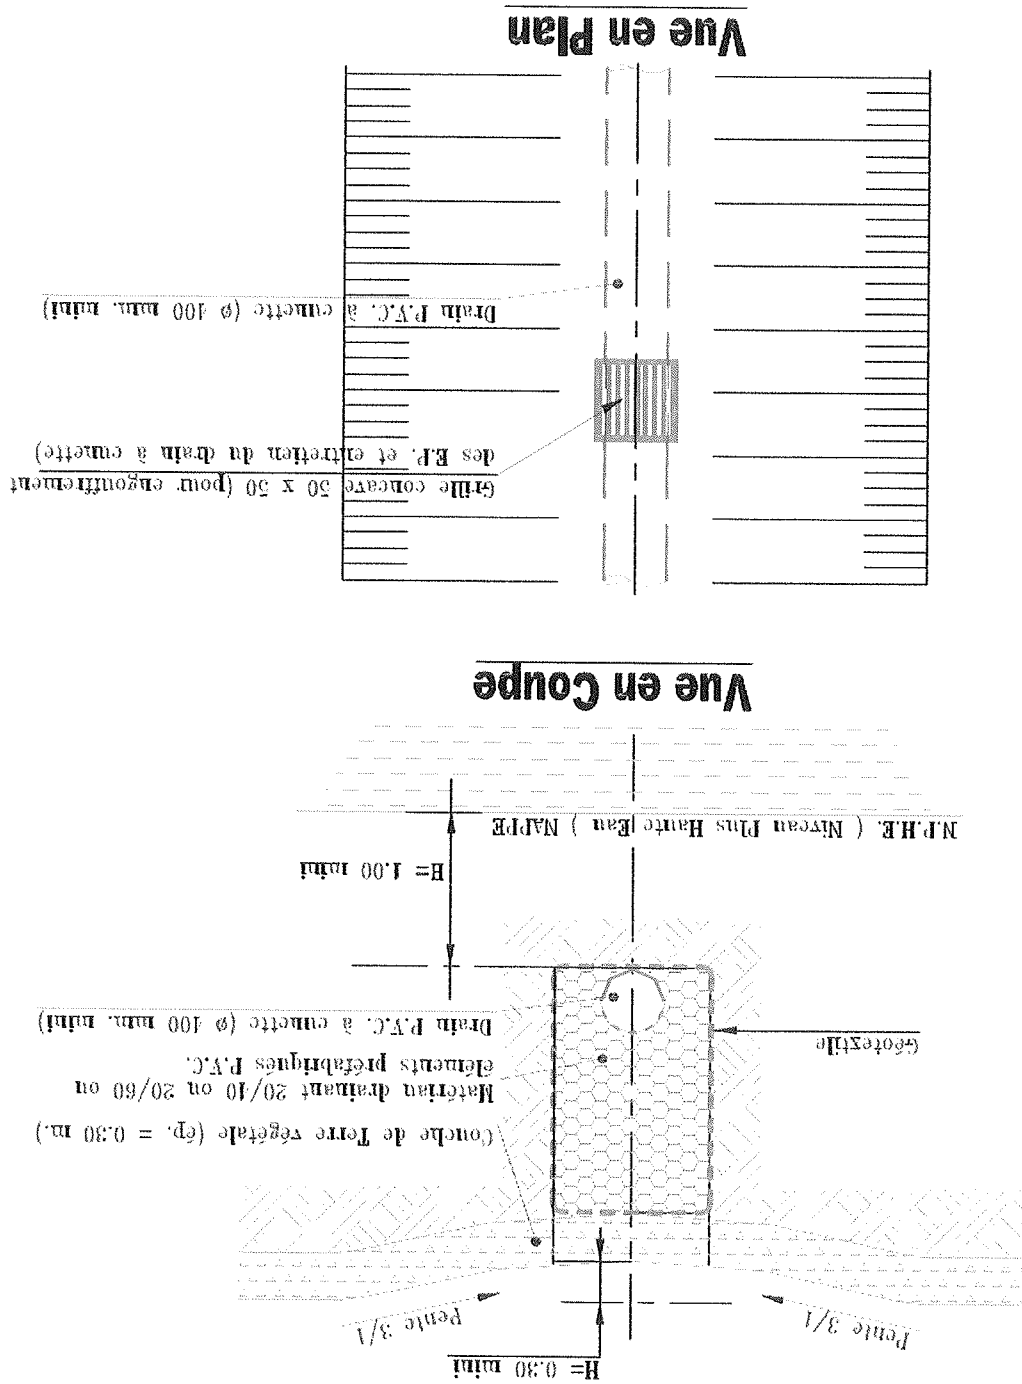 H= 0.30 mini
Pente 3/1
Pente 3/1
Couche de Terre végétale (ép. = 0.30 m.)
Matériau drainant 20/40 ou 20/60 ou
éléments préfabriqués P.V.C.
Géotextile
Drain P.V.C. à cunette (ø 400 mm. mini)
H= 1.00 mini
N.P.H.E. ( Niveau Plus Haute Eau ) NAPPE
Vue en Coupe
Grille concave 50 x 50 (pour engouffrement
des E.P. et entretien du drain à cunette)
Drain P.V.C. à cunette (ø 400 mm. mini)
Vue en Plan